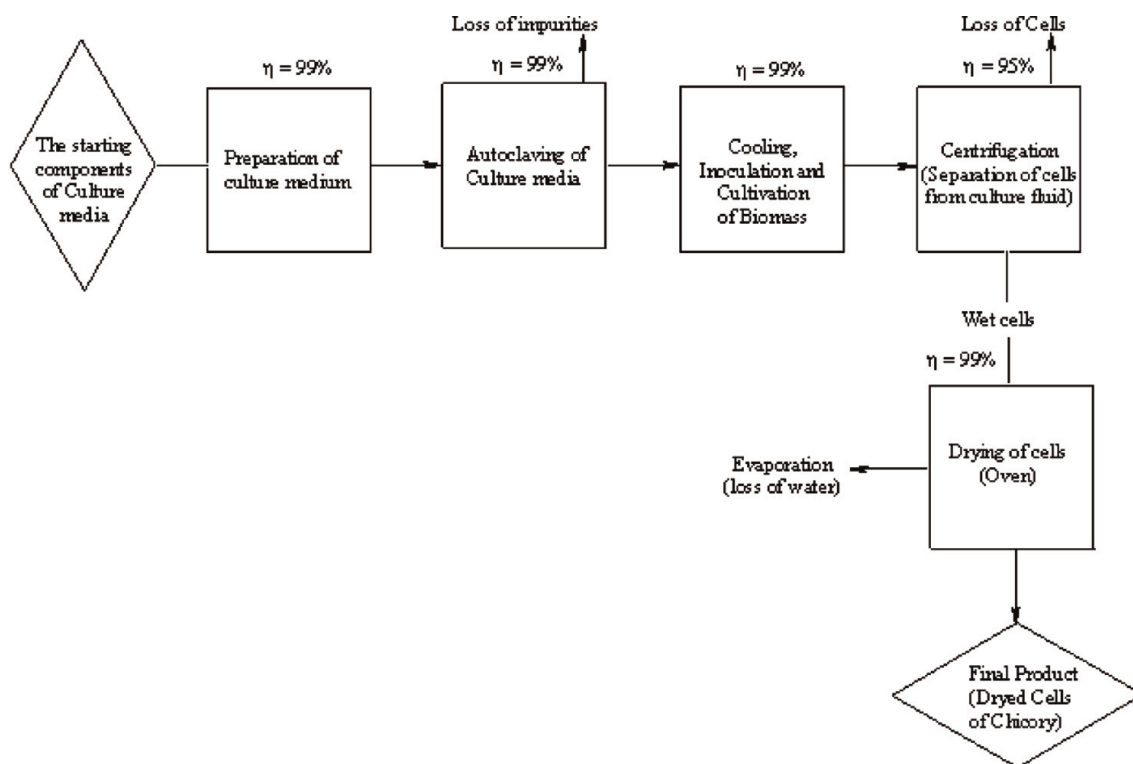 Loss of impurities
Loss of Cells
η = 99%
η = 99%
η = 99%
η = 95%
The starting
components
of Culture
media
Preparation of
culture medium
Autoclaving of
Culture media
Cooling,
Inoculation and
Cultivation
of Biomass
Centrifugation
(Separation of cells
from culture fluid)
Wet cells
η = 99%
Drying of cells
(Oven)
Evaporation
(loss of water)
Final Product
(Dryed Cells
of Chicory)